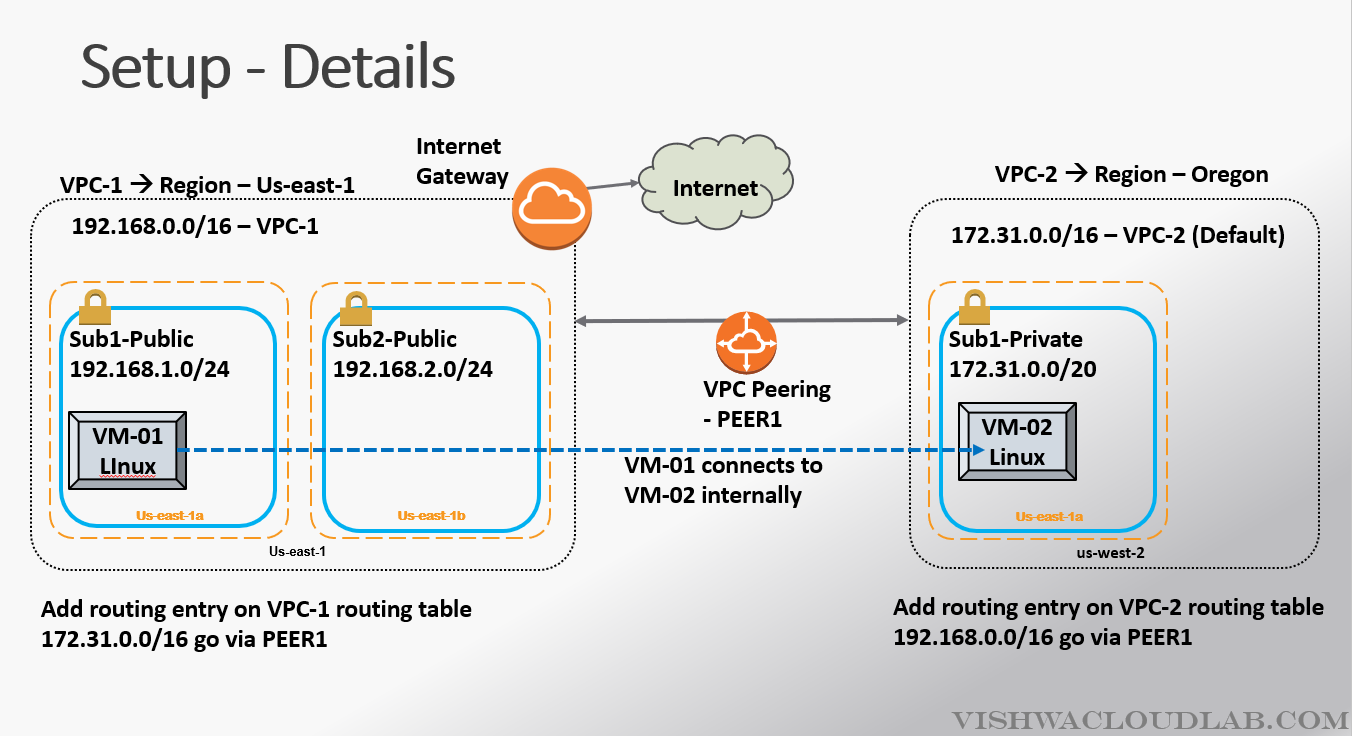 Setup - Details
Internet
Gateway
Internet
VPC-1 → Region – Us-east-1
192.168.0.0/16 – VPC-1
VPC-2 → Region – Oregon
172.31.0.0/16 – VPC-2 (Default)
Sub1-Public
192.168.1.0/24
VM-01
LInux
Us-east-1a
Sub2-Public
192.168.2.0/24
Us-east-1b
Us-east-1
VPC Peering
- PEER1
VM-01 connects to
VM-02 internally
Sub1-Private
172.31.0.0/20
VM-02
Linux
Us-east-1a
us-west-2
Add routing entry on VPC-1 routing table
172.31.0.0/16 go via PEER1
Add routing entry on VPC-2 routing table
192.168.0.0/16 go via PEER1
VISHWACLOUDLAB.COM